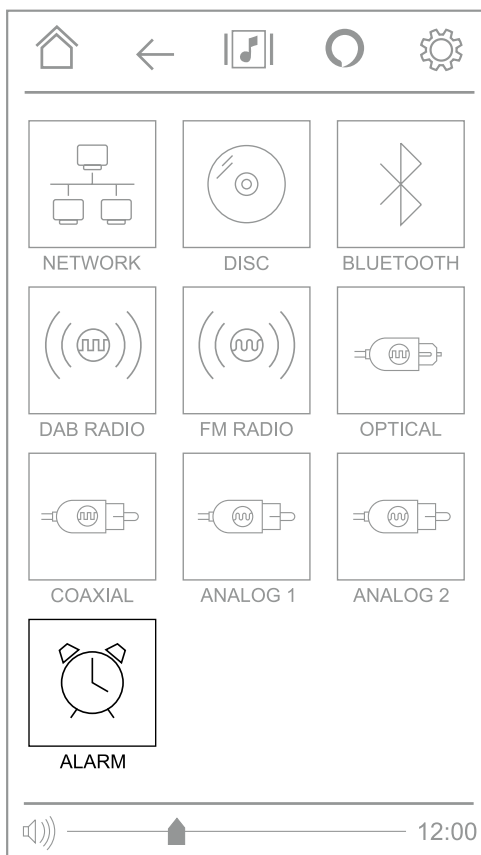 NETWORK DISC BLUETOOTH
DAB RADIO FM RADIO OPTICAL
COAXIAL ANALOG 1 ANALOG 2
ALARM
12:00